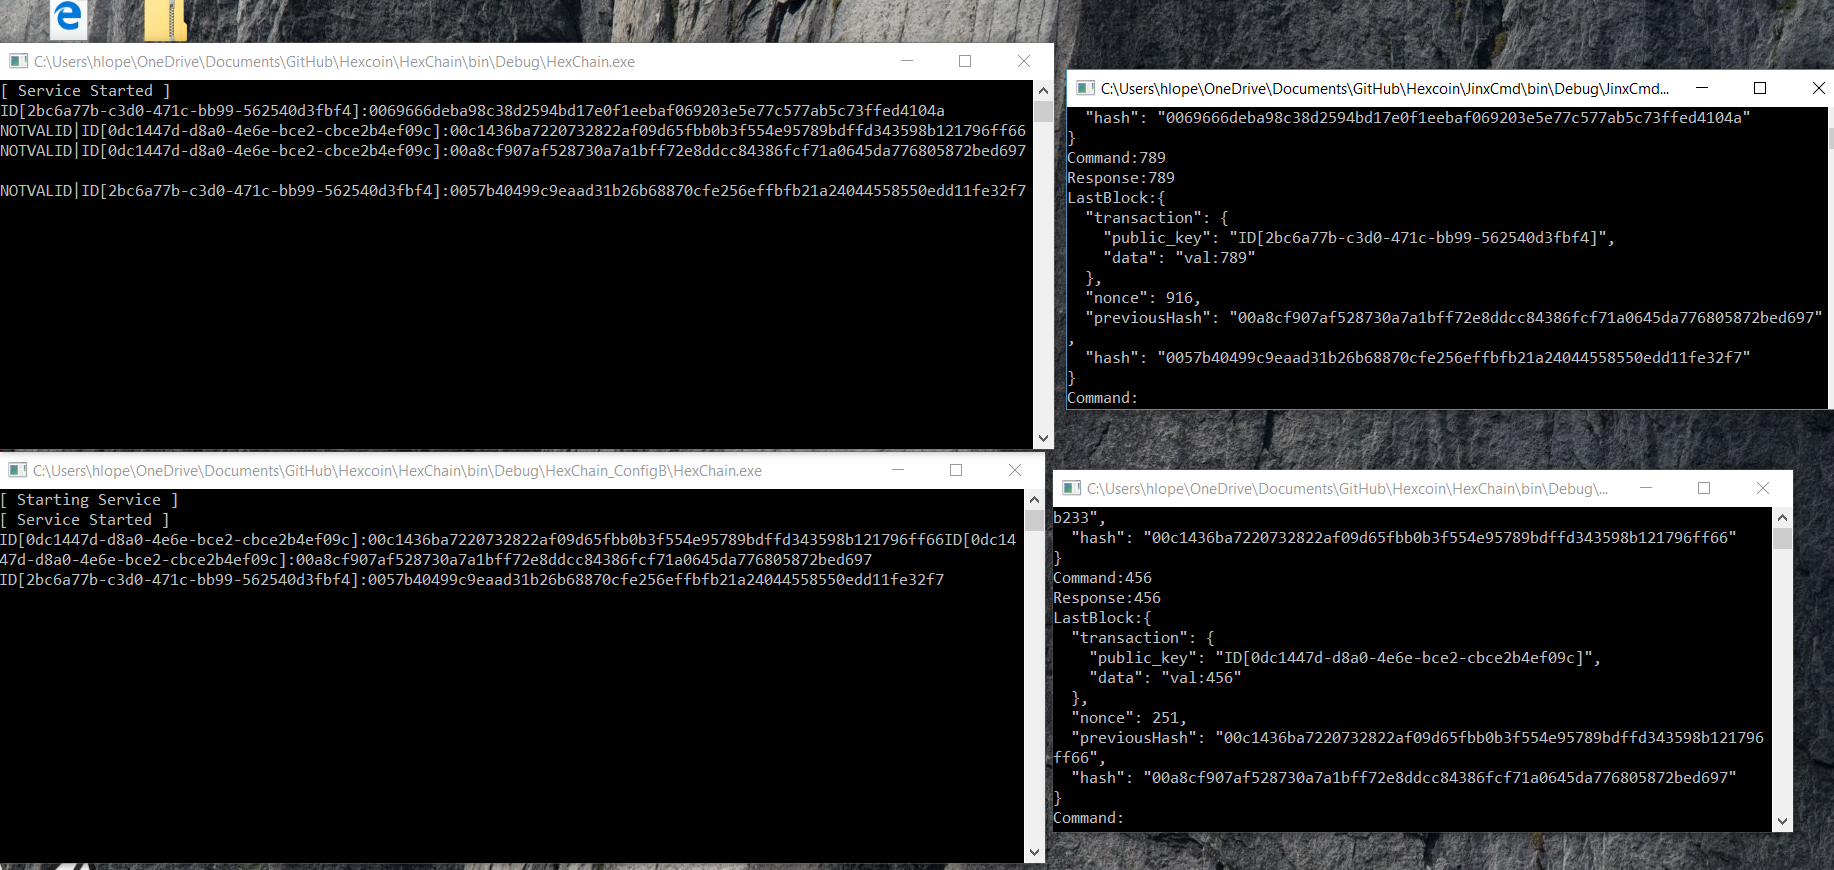 C:\Users\hlope\OneDrive\Documents\GitHub\Hexcoin\HexChain\bin\Debug\HexChain.exe
[ Service Started ]
ID[2bc6a77b-c3d0-471c-bb99-562540d3fbf4]:0069666deba98c38d2594bd17e0f1eebaf069203e5e77c577ab5c73ffed4104a
NOTVALID|ID[0dc1447d-d8a0-4e6e-bce2-cbce2b4ef09c]:00c1436ba7220732822af09d65fbb0b3f554e95789bdffd343598b121796ff66
NOTVALID|ID[0dc1447d-d8a0-4e6e-bce2-cbce2b4ef09c]:00a8cf907af528730a7a1bff72e8ddcc84386fcf71a0645da776805872bed697
NOTVALID|ID[2bc6a77b-c3d0-471c-bb99-562540d3fbf4]:0057b40499c9eaad31b26b68870cfe256effbfb21a24044558550edd11fe32f7
C:\Users\hlope\OneDrive\Documents\GitHub\Hexcoin\JinxCmd\bin\Debug\JinxCmd...
"hash": "0069666deba98c38d2594bd17e0f1eebaf069203e5e77c577ab5c73ffed4104a"
}
Command:789
Response:789
LastBlock:{
"transaction": {
"public_key": "ID[2bc6a77b-c3d0-471c-bb99-562540d3fbf4]",
"data": "val:789"
},
"nonce": 916,
"previousHash": "00a8cf907af528730a7a1bff72e8ddcc84386fcf71a0645da776805872bed697"
,
"hash": "0057b40499c9eaad31b26b68870cfe256effbfb21a24044558550edd11fe32f7"
}
Command:
C:\Users\hlope\OneDrive\Documents\GitHub\Hexcoin\HexChain\bin\Debug\HexChain_ConfigB\HexChain.exe
[ Starting Service ]
[ Service Started ]
ID[0dc1447d-d8a0-4e6e-bce2-cbce2b4ef09c]:00c1436ba7220732822af09d65fbb0b3f554e95789bdffd343598b121796ff66ID[0dc14
47d-d8a0-4e6e-bce2-cbce2b4ef09c]:00a8cf907af528730a7a1bff72e8ddcc84386fcf71a0645da776805872bed697
ID[2bc6a77b-c3d0-471c-bb99-562540d3fbf4]:0057b40499c9eaad31b26b68870cfe256effbfb21a24044558550edd11fe32f7
C:\Users\hlope\OneDrive\Documents\GitHub\Hexcoin\HexChain\bin\Debug\...
b233",
"hash": "00c1436ba7220732822af09d65fbb0b3f554e95789bdffd343598b121796ff66"
}
Command:456
Response:456
LastBlock:{
"transaction": {
"public_key": "ID[0dc1447d-d8a0-4e6e-bce2-cbce2b4ef09c]",
"data": "val:456"
},
"nonce": 251,
"previousHash": "00c1436ba7220732822af09d65fbb0b3f554e95789bdffd343598b121796
ff66",
"hash": "00a8cf907af528730a7a1bff72e8ddcc84386fcf71a0645da776805872bed697"
}
Command: